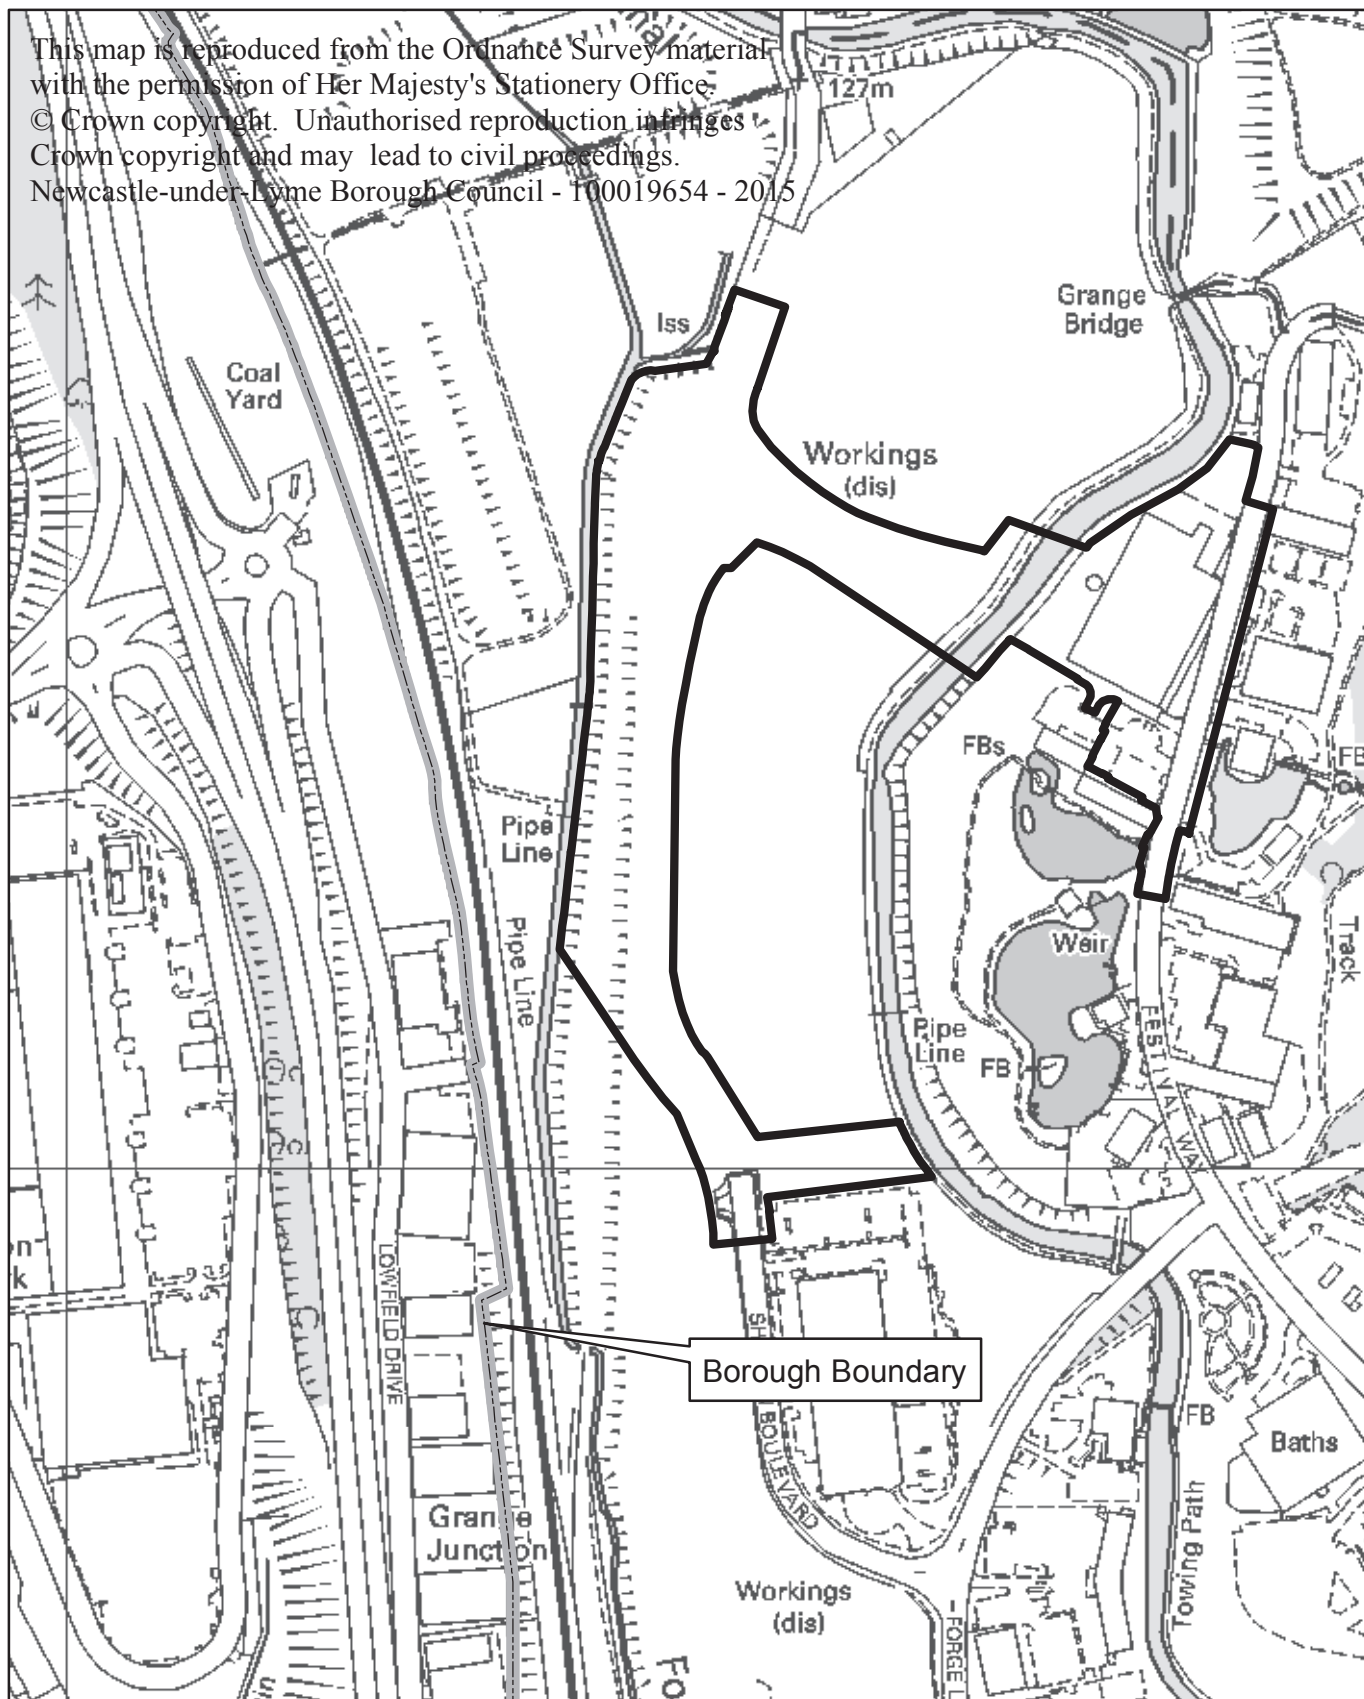 This map is reproduced from the Ordnance Survey material
with the permission of Her Majesty's Stationery Office.
© Crown copyright. Unauthorised reproduction infringes
Crown copyright and may lead to civil proceedings.
Newcastle-under-Lyme Borough Council - 100019654 - 2015
127m
Grange
Bridge
Iss
Coal
Yard
Workings
(dis)
FBs
FB
Pipe
Line
Pipe Line
Weir
Track
Pipe
Line
FB
FESTIVAL WAY
LOWFIELD DRIVE
Borough Boundary
BOULEVARD
FB
Baths
Grange
Junction
Towing Path
Workings
(dis)
FORGE L
Fo